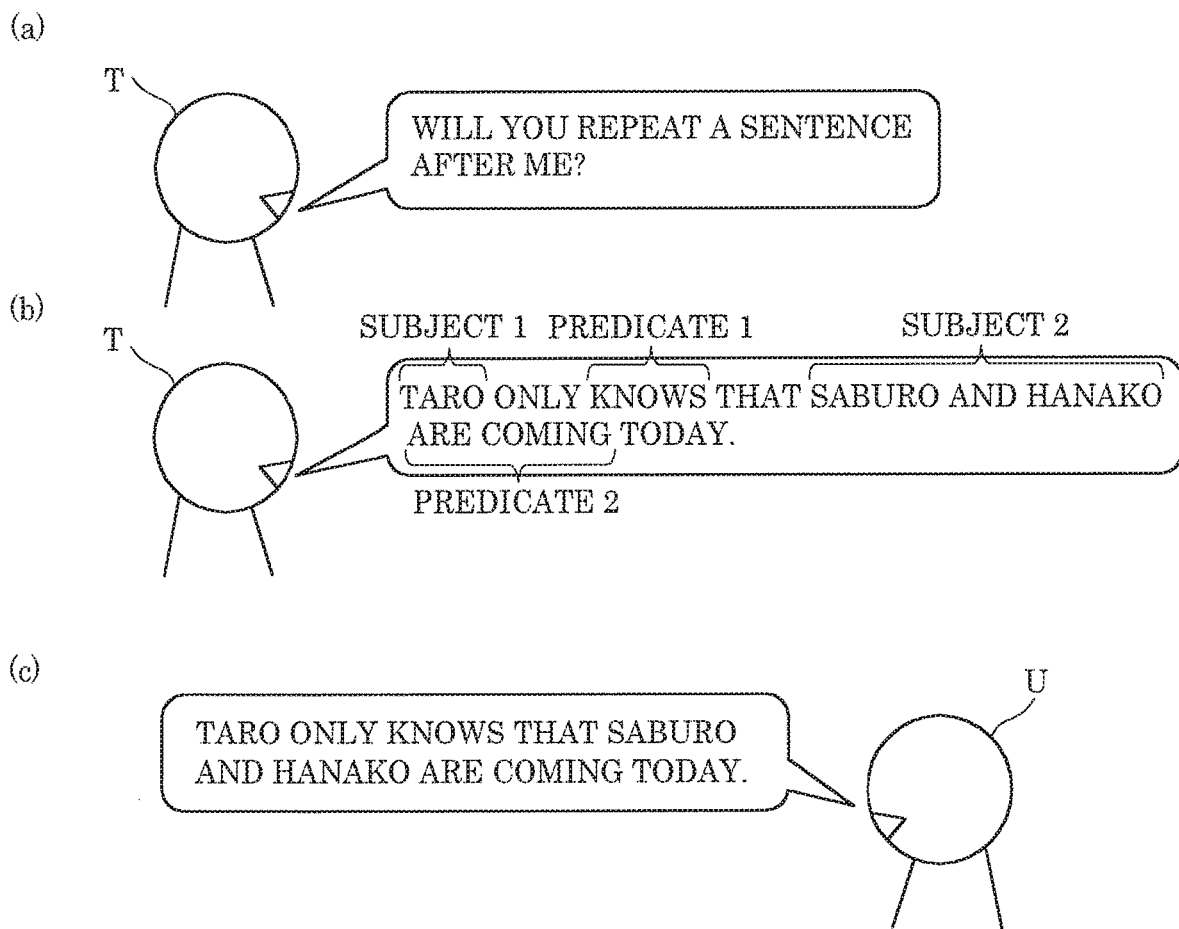 (a)
T
WILL YOU REPEAT A SENTENCE
AFTER ME?
(b)
T
SUBJECT 1 PREDICATE 1 SUBJECT 2
TARO ONLY KNOWS THAT SABURO AND HANAKO
ARE COMING TODAY.
PREDICATE 2
(c)
U
TARO ONLY KNOWS THAT SABURO
AND HANAKO ARE COMING TODAY.